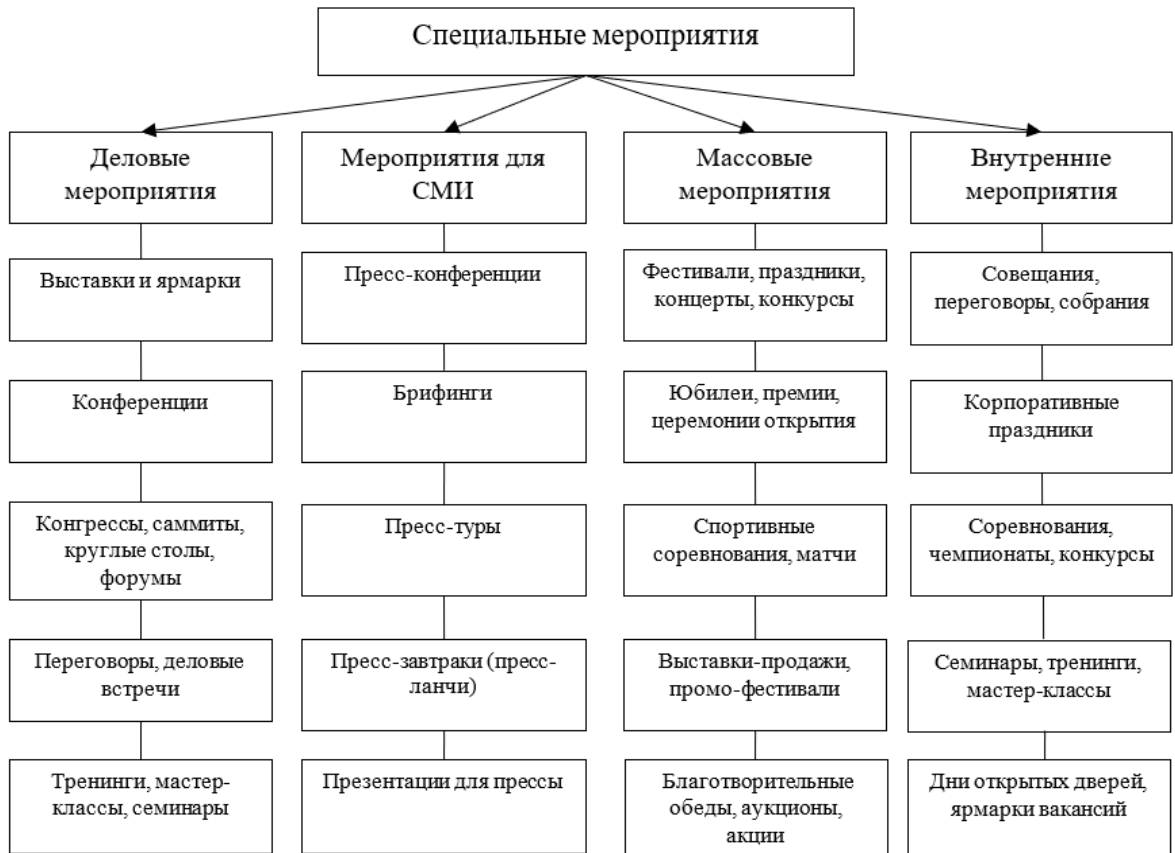 Специальные мероприятия
Деловые
мероприятия
Мероприятия для
СМИ
Массовые
мероприятия
Внутренние
мероприятия
Выставки и ярмарки
Пресс-конференции
Фестивали, праздники,
концерты, конкурсы
Совещания,
переговоры, собрания
Конференции
Брифинги
Юбилеи, премии,
церемонии открытия
Корпоративные
праздники
Конгрессы, саммиты,
круглые столы,
форумы
Пресс-туры
Спортивные
соревнования, матчи
Соревнования,
чемпионаты, конкурсы
Переговоры, деловые
встречи
Пресс-завтраки (пресс-
ланчи)
Выставки-продажи,
промо-фестивали
Семинары, тренинги,
мастер-классы
Тренинги, мастер-
классы, семинары
Презентации для прессы
Благотворительные
обеды, аукционы,
акции
Дни открытых дверей,
ярмарки вакансий